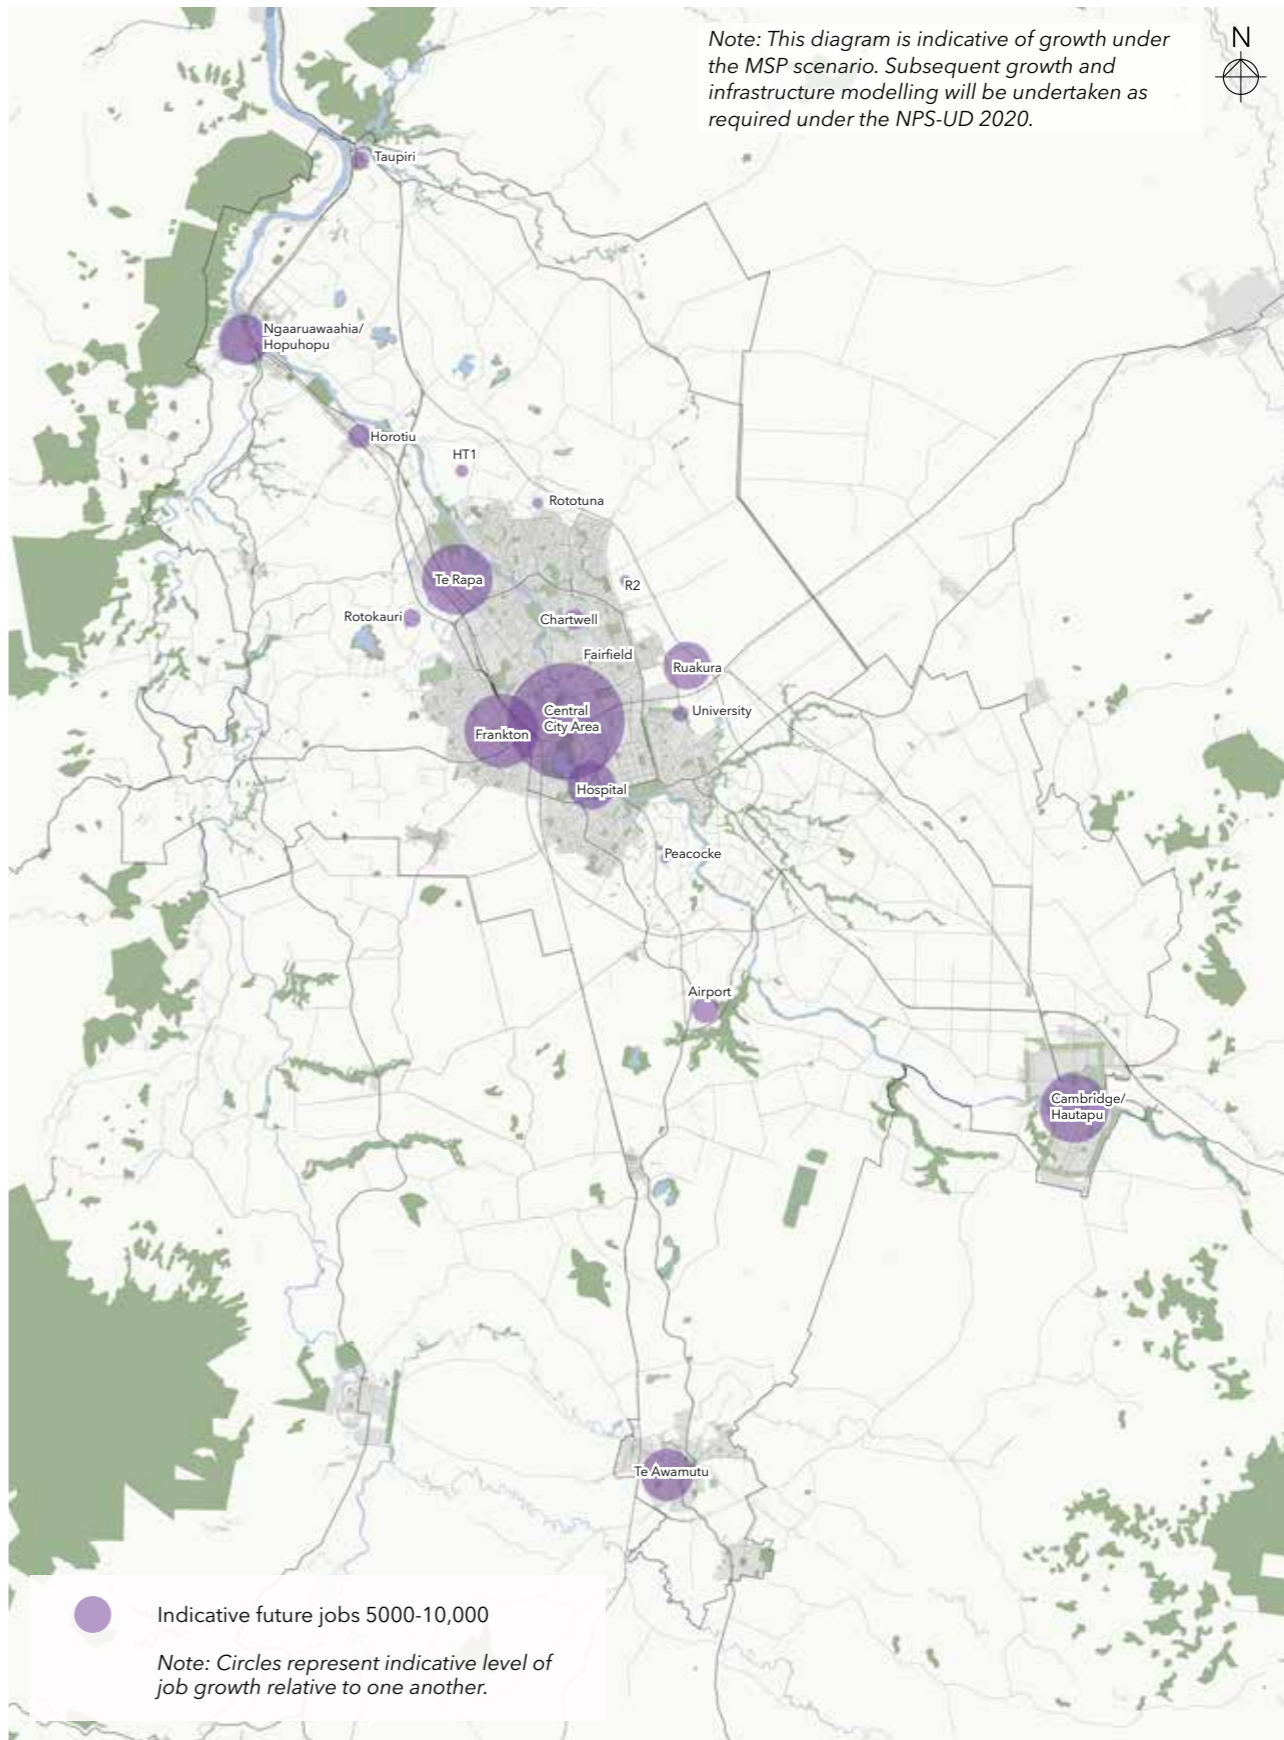 Note: This diagram is indicative of growth under
the MSP scenario. Subsequent growth and
infrastructure modelling will be undertaken as
required under the NPS-UD 2020.
N
Taupiri
Ngaaruawaahia/
Hopuhopu
Horotiu
HT1
Rototuna
Te Rapa
R2
Rotokauri
Chartwell
Fairfield
Ruakura
Central
City Area
University
Frankton
Hospital
Peacocke
Airport
Cambridge/
Hautapu
Te Awamutu
Indicative future jobs 5000-10,000
Note: Circles represent indicative level of
job growth relative to one another.